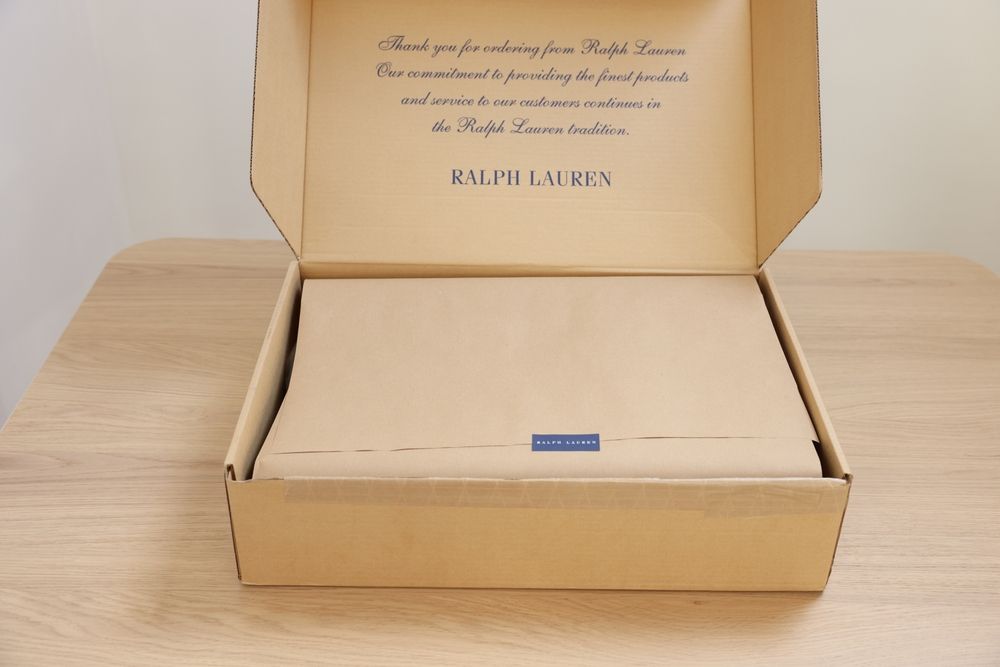 Thank you for ordering from Ralph Lauren
Our commitment to providing the finest products
and service to our customers continues in
the Ralph Lauren tradition.
RALPH LAUREN
RALPH LAUREN